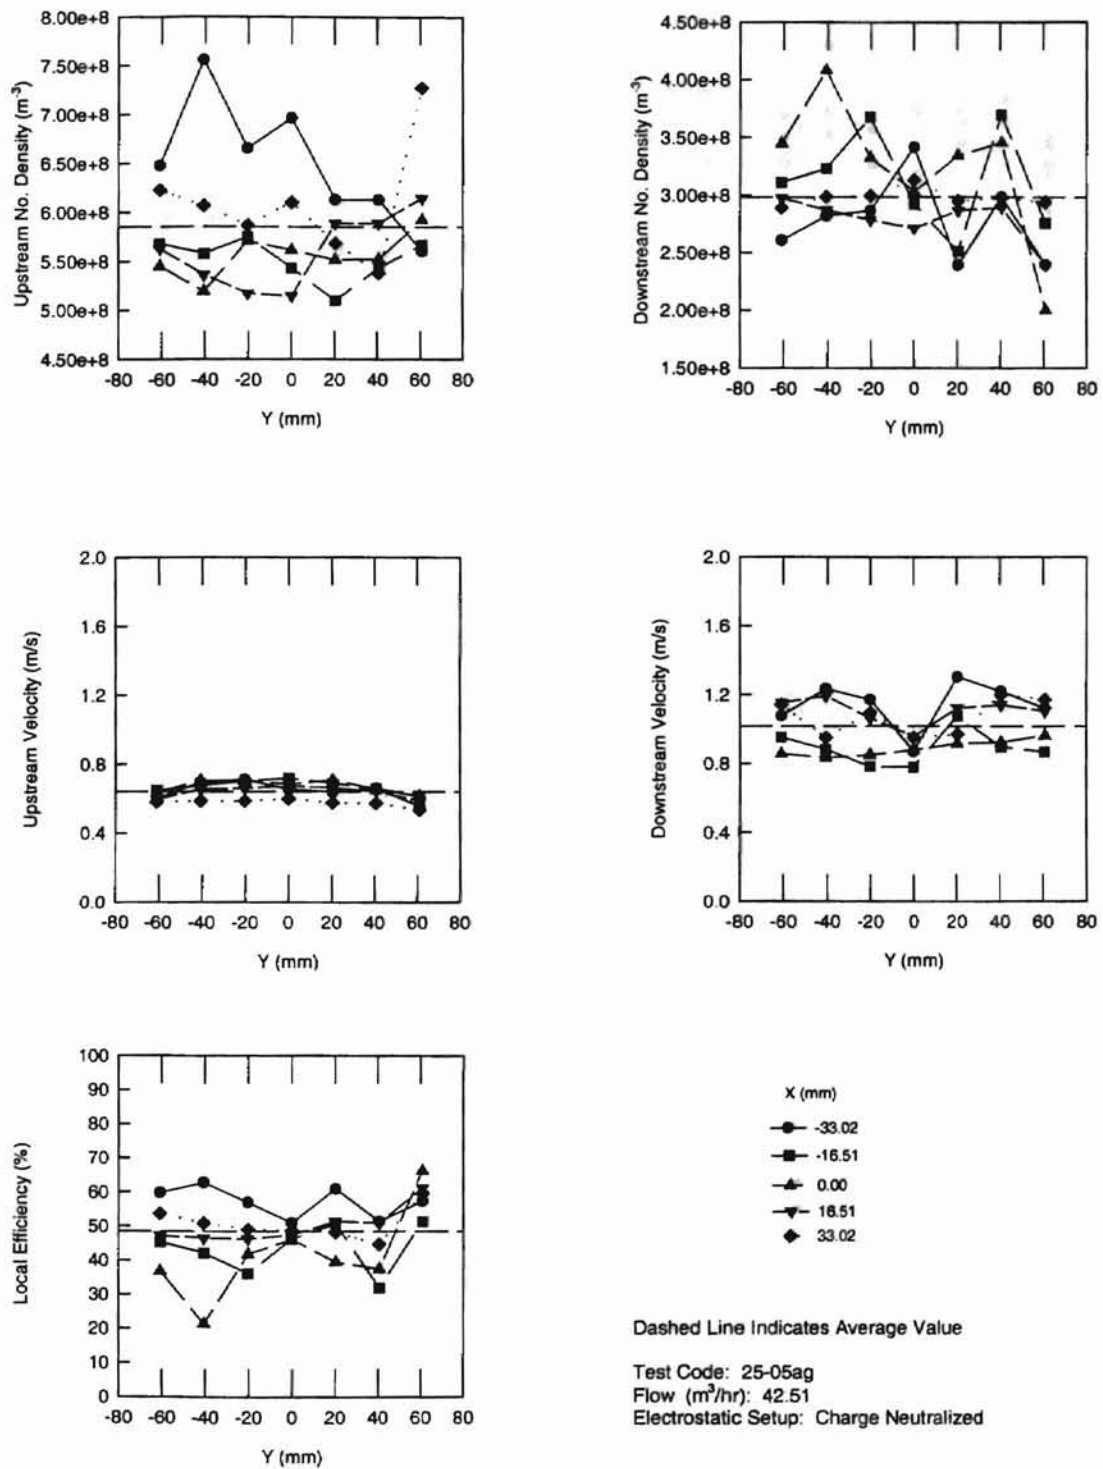 8.00e+8
7.50e+8
7.00e+8
6.50e+8
6.00e+8
5.50e+8
5.00e+8
4.50e+8
Upstream No. Density (m⁻³)
-80 -60 -40 -20 0 20 40 60 80
Y (mm)
4.50e+8
4.00e+8
3.50e+8
3.00e+8
2.50e+8
2.00e+8
1.50e+8
Downstream No. Density (m⁻³)
-80 -60 -40 -20 0 20 40 60 80
Y (mm)
2.0
1.6
1.2
0.8
0.4
0.0
Upstream Velocity (m/s)
-80 -60 -40 -20 0 20 40 60 80
Y (mm)
2.0
1.6
1.2
0.8
0.4
0.0
Downstream Velocity (m/s)
-80 -60 -40 -20 0 20 40 60 80
Y (mm)
100
90
80
70
60
50
40
30
20
10
0
Local Efficiency (%)
-80 -60 -40 -20 0 20 40 60 80
Y (mm)
X (mm)
-33.02
-16.51
0.00
16.51
33.02
Dashed Line Indicates Average Value
Test Code: 25-05ag
Flow (m³/hr): 42.51
Electrostatic Setup: Charge Neutralized